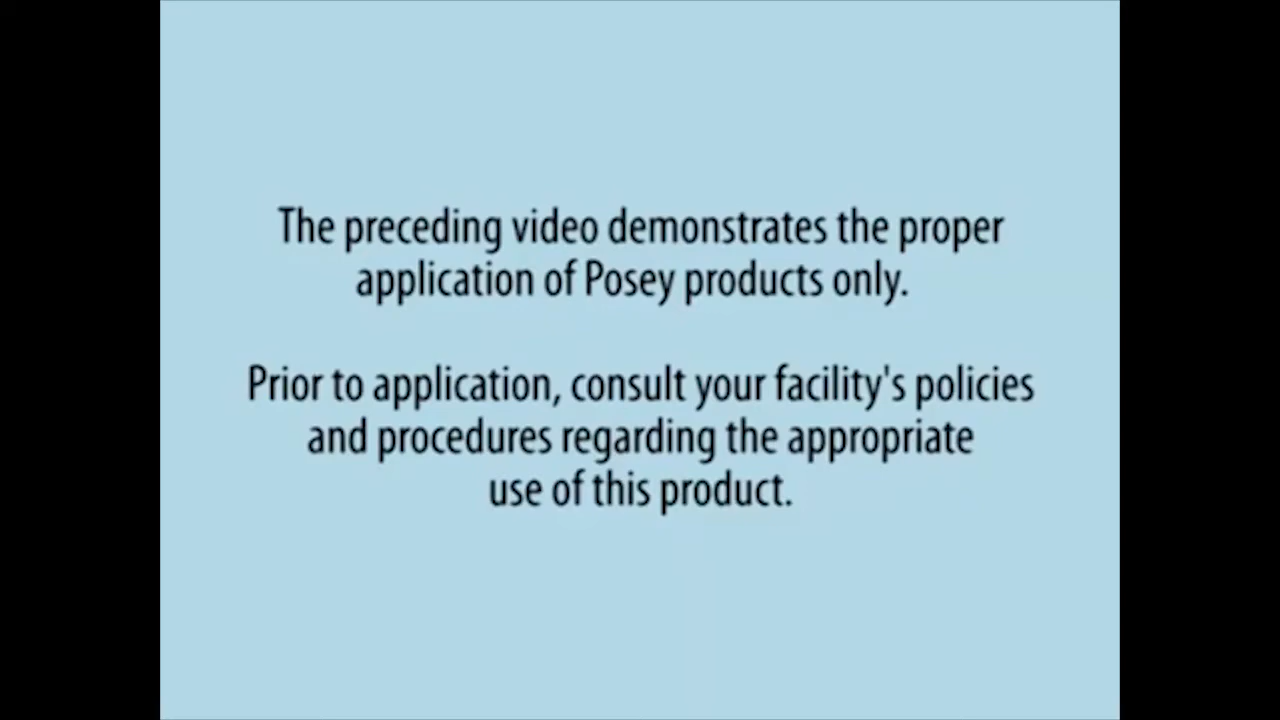 The preceding video demonstrates the proper
application of Posey products only.
Prior to application, consult your facility's policies
and procedures regarding the appropriate
use of this product.